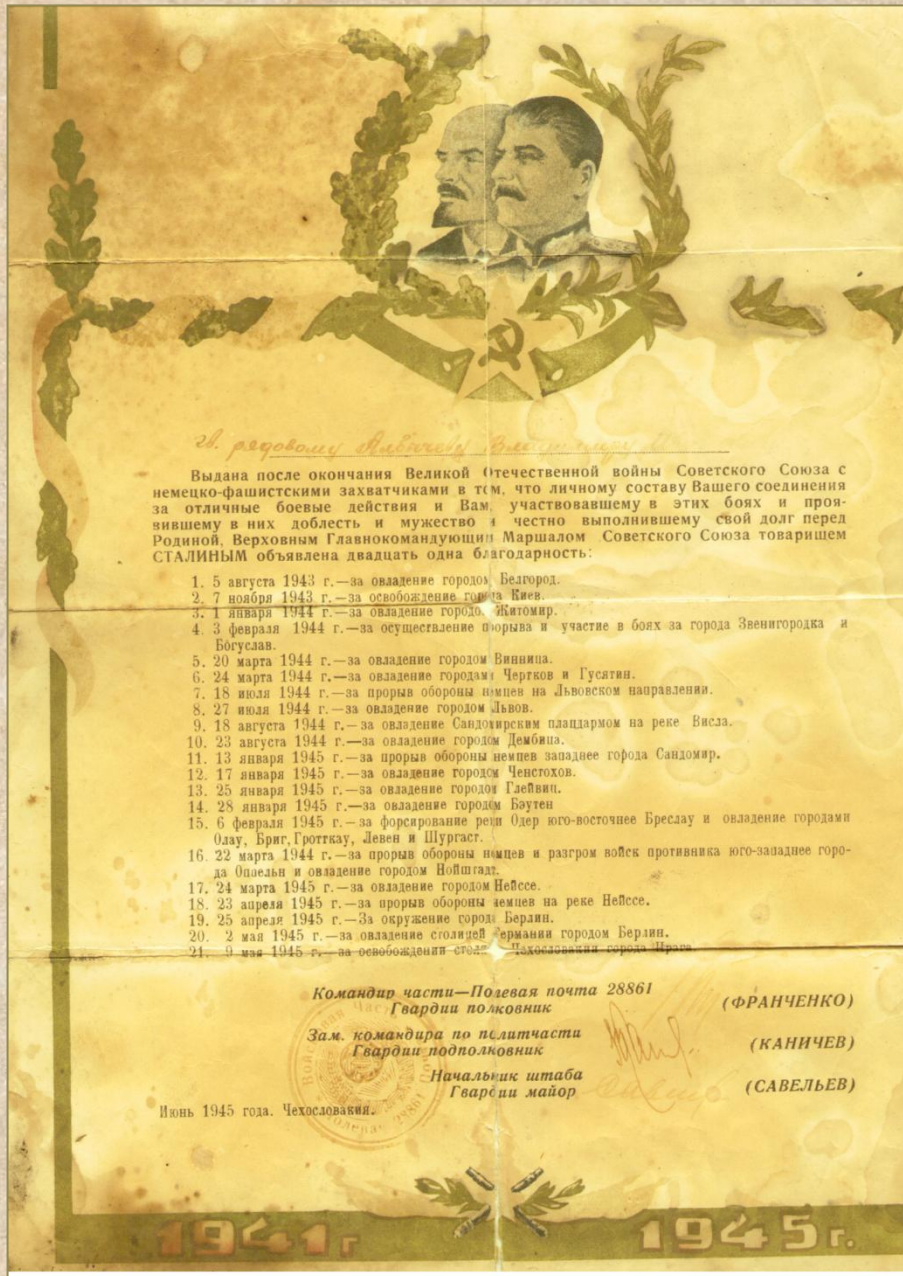 гв. рядовому
Выдана после окончания Великой Отечественной войны Советского Союза с
немецко-фашистскими захватчиками в том, что личному составу Вашего соединения
за отличные боевые действия и Вам, участвовавшему в этих боях и проя-
вившему в них доблесть и мужество и честно выполнившему свой долг перед
Родиной, Верховным Главнокомандующим Маршалом Советского Союза товарищем
СТАЛИНЫМ объявлена двадцать одна благодарность:
1. 5 августа 1943 г.—за овладение городом Белгород.
2. 7 ноября 1943 г.—за освобождение города Киев.
3. 1 января 1944 г.—за овладение городом Житомир.
4. 3 февраля 1944 г.—за осуществление прорыва и участие в боях за города Звенигородка и
Богуслав.
5. 20 марта 1944 г.—за овладение городом Винница.
6. 24 марта 1944 г.—за овладение городами Чертков и Гусятин.
7. 18 июля 1944 г.—за прорыв обороны немцев на Львовском направлении.
8. 27 июля 1944 г.—за овладение городом Львов.
9. 18 августа 1944 г.—за овладение Сандомирским плацдармом на реке Висла.
10. 23 августа 1944 г.—за овладение городом Дембица.
11. 13 января 1945 г.—за прорыв обороны немцев западнее города Сандомир.
12. 17 января 1945 г.—за овладение городом Ченстохов.
13. 25 января 1945 г.—за овладение городом Глейвиц.
14. 28 января 1945 г.—за овладение городом Бэутен
15. 6 февраля 1945 г.—за форсирование реки Одер юго-восточнее Бреслау и овладение городами
Олау, Бриг, Гротткау, Левен и Шургаст.
16. 22 марта 1944 г.—за прорыв обороны немцев и разгром войск противника юго-западнее горо-
да Оппельн и овладение городом Нойштадт.
17. 24 марта 1945 г.—за овладение городом Нейссе.
18. 23 апреля 1945 г.—за прорыв обороны немцев на реке Нейссе.
19. 25 апреля 1945 г.—За окружение города Берлин.
20. 2 мая 1945 г.—за овладение столицей Германии городом Берлин.
21. 9 мая 1945 г.—за освобождении Чехословакии города Прага.
Командир части—Полевая почта 28861
Гвардии полковник
(ФРАНЧЕНКО)
Зам. командира по политчасти
Гвардии подполковник
(КАНИЧЕВ)
Начальник штаба
Гвардии майор
(САВЕЛЬЕВ)
Июнь 1945 года. Чехословакия.
1941 г 1945 г.